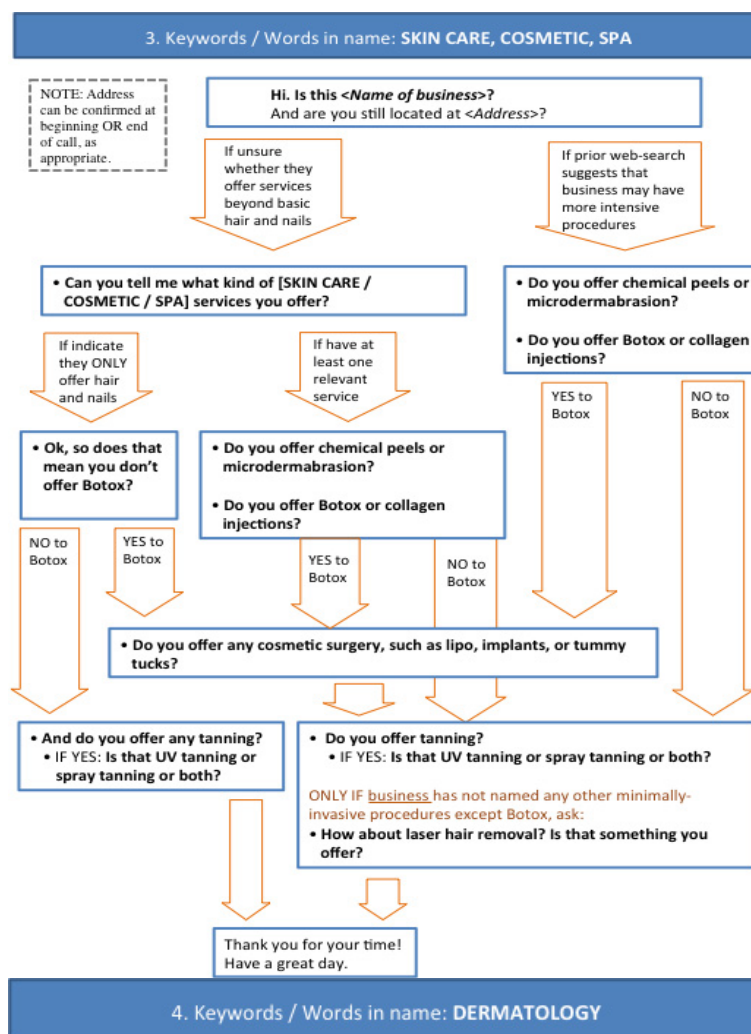 3. Keywords / Words in name: SKIN CARE, COSMETIC, SPA
NOTE: Address
can be confirmed at
beginning OR end
of call, as
appropriate.
Hi. Is this <Name of business>?
And are you still located at <Address>?
If unsure
whether they
offer services
beyond basic
hair and nails
If prior web-search
suggests that
business may have
more intensive
procedures
• Can you tell me what kind of [SKIN CARE /
COSMETIC / SPA] services you offer?
• Do you offer chemical peels or
microdermabrasion?
• Do you offer Botox or collagen
injections?
If indicate
they ONLY
offer hair
and nails
If have at
least one
relevant
service
YES to
Botox
NO to
Botox
• Ok, so does that
mean you don't
offer Botox?
• Do you offer chemical peels or
microdermabrasion?
• Do you offer Botox or collagen
injections?
NO to
Botox
YES to
Botox
YES to
Botox
NO to
Botox
• Do you offer any cosmetic surgery, such as lipo, implants, or tummy
tucks?
• And do you offer any tanning?
• IF YES: Is that UV tanning or
spray tanning or both?
• Do you offer tanning?
• IF YES: Is that UV tanning or spray tanning or both?
ONLY IF business has not named any other minimally-
invasive procedures except Botox, ask:
• How about laser hair removal? Is that something you
offer?
Thank you for your time!
Have a great day.
4. Keywords / Words in name: DERMATOLOGY